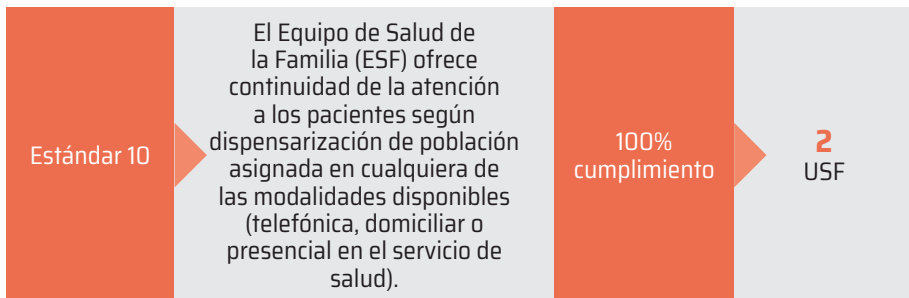 Estándar 10
El Equipo de Salud de
la Familia (ESF) ofrece
continuidad de la atención
a los pacientes según
dispensarización de población
asignada en cualquiera de
las modalidades disponibles
(telefónica, domiciliar o
presencial en el servicio de
salud).
100%
cumplimiento
2
USF